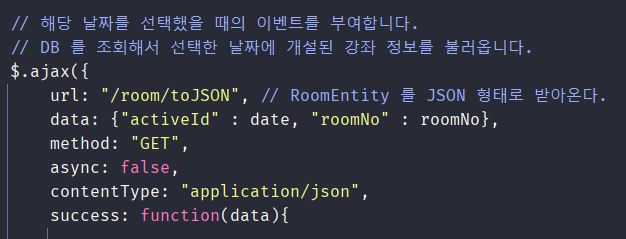 // 해당 날짜를 선택했을 때의 이벤트를 부여합니다.
// DB 를 조회해서 선택한 날짜에 개설된 강좌 정보를 불러옵니다.
$.ajax({
url: "/room/toJSON", // RoomEntity 를 JSON 형태로 받아온다.
data: {"activeId" : date, "roomNo" : roomNo},
method: "GET",
async: false,
contentType: "application/json",
success: function(data){